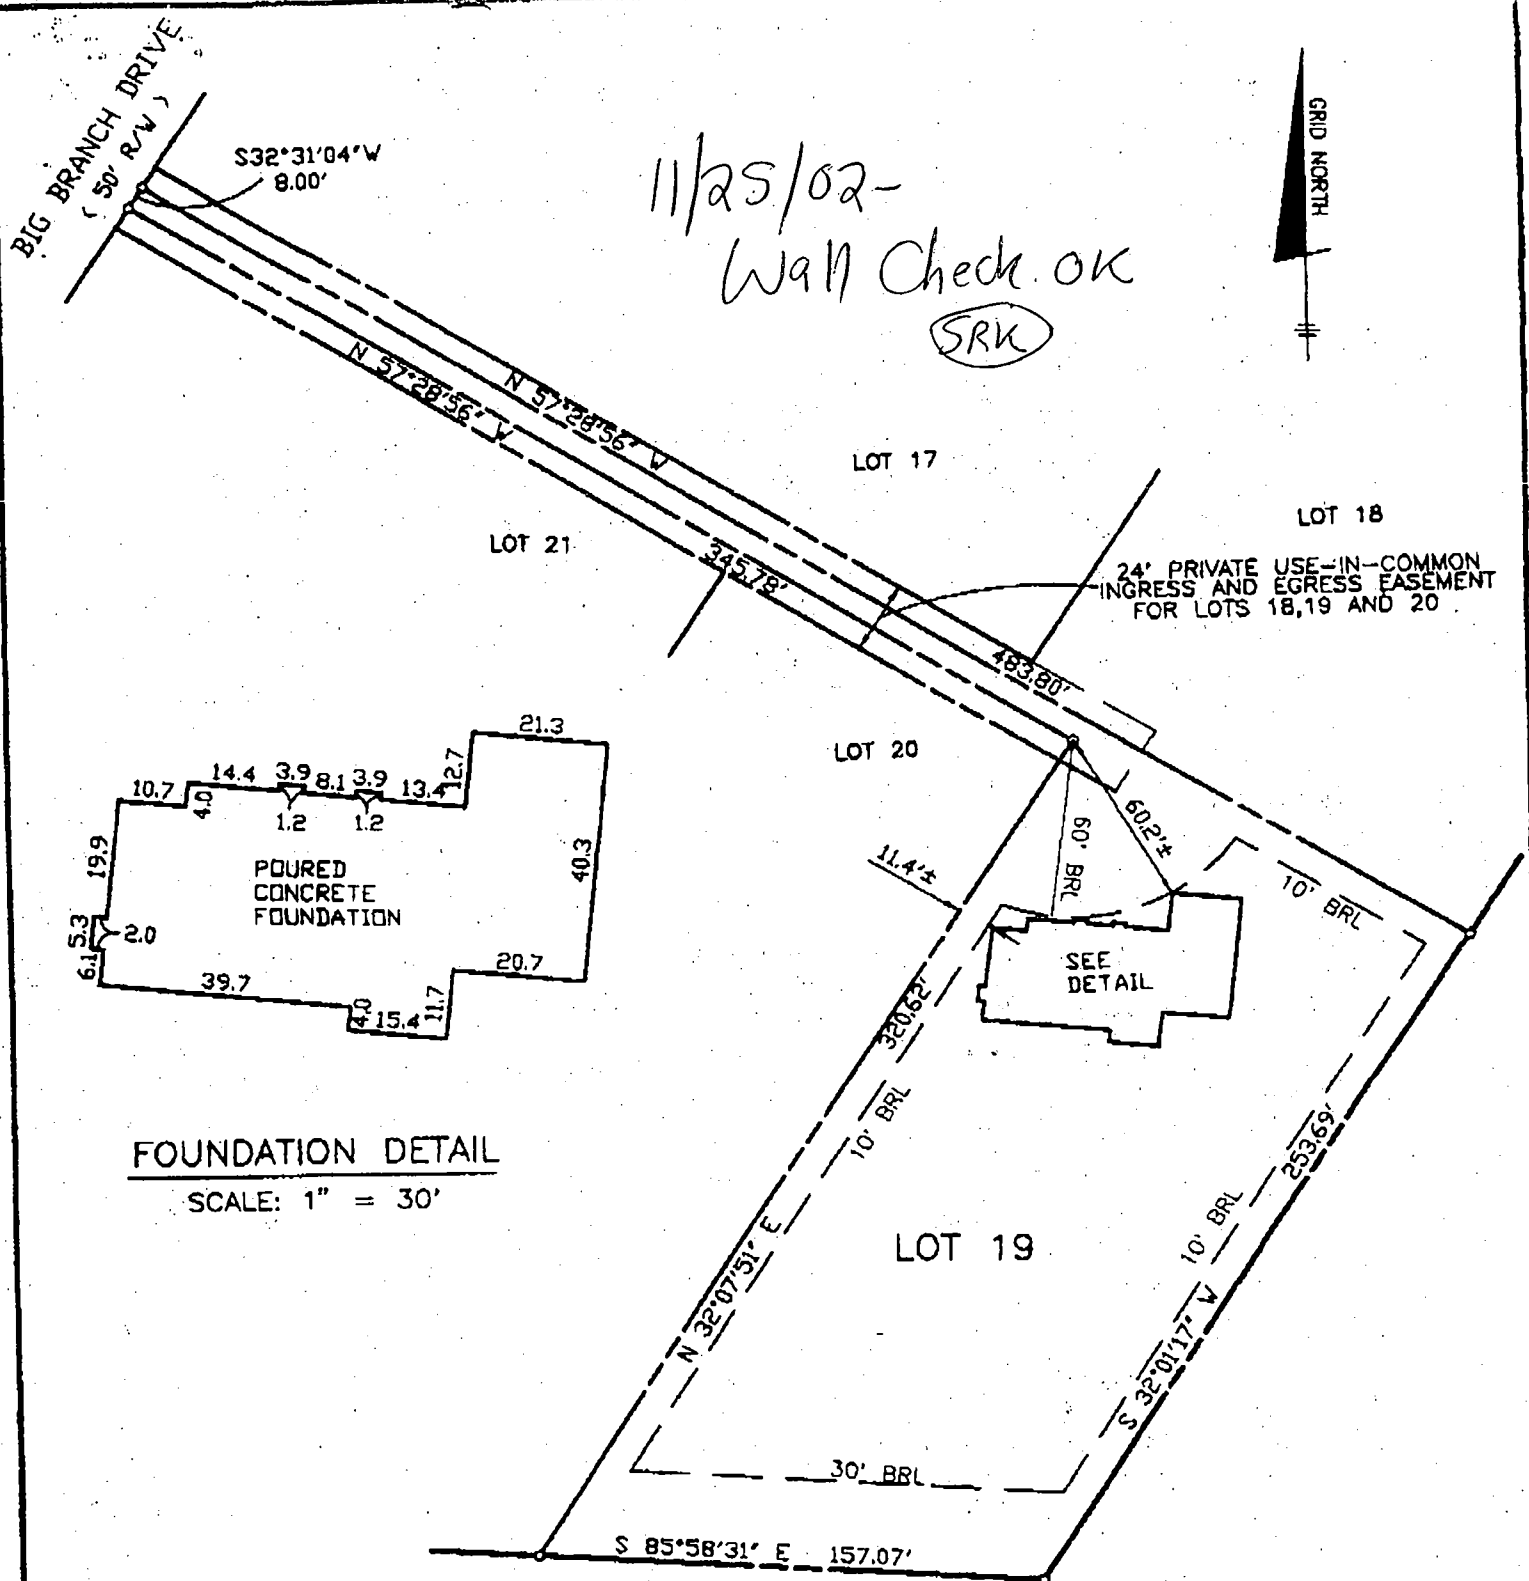 BIG BRANCH DRIVE
( 50' R/W )
S32°31'04"W
8.00'
11/25/02-
Wall Check OK
SRK
GRID NORTH
N 57°28'56" W
N 57°28'56" W
LOT 17
LOT 18
LOT 21
345.78'
24' PRIVATE USE-IN-COMMON
INGRESS AND EGRESS EASEMENT
FOR LOTS 18,19 AND 20
483.80'
LOT 20
21.3
12.7
14.4
3.9
8.1
3.9
13.4
10.7
4.0
1.2
1.2
19.9
40.3
POURED
CONCRETE
FOUNDATION
5.3
2.0
6.1
39.7
20.7
4.0
15.4
11.7
FOUNDATION DETAIL
SCALE: 1" = 30'
60' BRL
60.2'±
11.4'±
10' BRL
SEE
DETAIL
320.62'
10' BRL
253.69'
10' BRL
LOT 19
N 32°07'51" E
S 32°01'17" W
30' BRL
S 85°58'31" E 157.07'